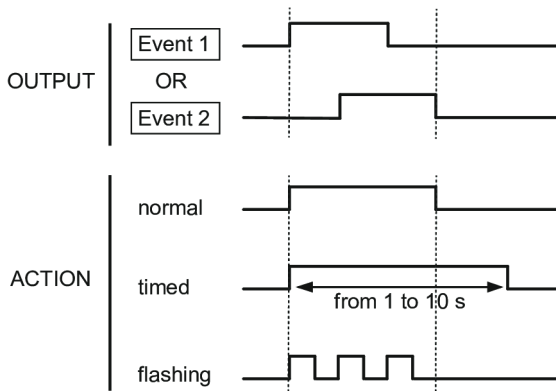 Event 1
OUTPUT OR
Event 2
normal
ACTION
timed
from 1 to 10 s
flashing